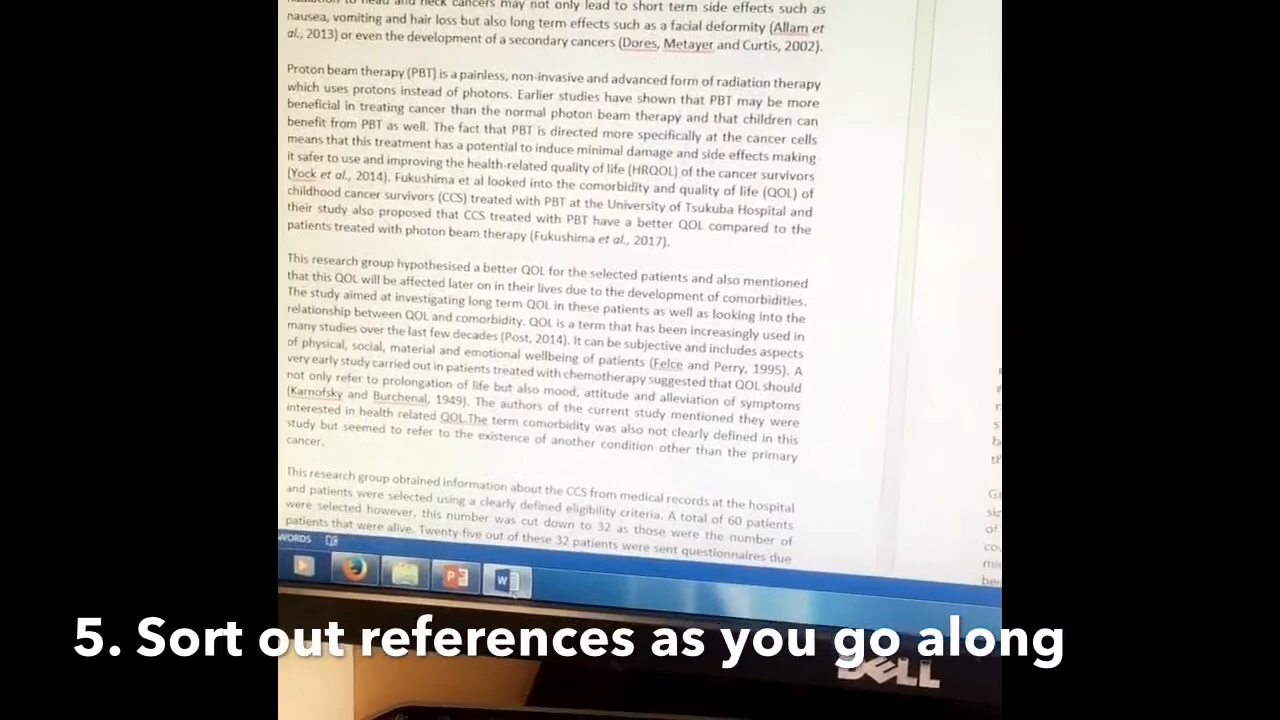 radiation to head and neck cancers may not only lead to short term side effects such as
nausea, vomiting and hair loss but also long term effects such as a facial deformity (Allam et
al., 2013) or even the development of a secondary cancers (Dores, Metayer and Curtis, 2002).
Proton beam therapy (PBT) is a painless, non-invasive and advanced form of radiation therapy
which uses protons instead of photons. Earlier studies have shown that PBT may be more
beneficial in treating cancer than the normal photon beam therapy and that children can
benefit from PBT as well. The fact that PBT is directed more specifically at the cancer cells
means that this treatment has a potential to induce minimal damage and side effects making
it safer to use and improving the health-related quality of life (HRQOL) of the cancer survivors
(Yock et al., 2014). Fukushima et al looked into the comorbidity and quality of life (QOL) of
childhood cancer survivors (CCS) treated with PBT at the University of Tsukuba Hospital and
their study also proposed that CCS treated with PBT have a better QOL compared to the
patients treated with photon beam therapy (Fukushima et al., 2017).
This research group hypothesised a better QOL for the selected patients and also mentioned
that this QOL will be affected later on in their lives due to the development of comorbidities.
The study aimed at investigating long term QOL in these patients as well as looking into the
relationship between QOL and comorbidity. QOL is a term that has been increasingly used in
many studies over the last few decades (Post, 2014). It can be subjective and includes aspects
of physical, social, material and emotional wellbeing of patients (Felce and Perry, 1995). A
very early study carried out in patients treated with chemotherapy suggested that QOL should
not only refer to prolongation of life but also mood, attitude and alleviation of symptoms
(Karnofsky and Burchenal, 1949). The authors of the current study mentioned they were
interested in health related QOL.The term comorbidity was also not clearly defined in this
study but seemed to refer to the existence of another condition other than the primary
cancer.
This research group obtained information about the CCS from medical records at the hospital
and patients were selected using a clearly defined eligibility criteria. A total of 60 patients
were selected however, this number was cut down to 32 as those were the number of
patients that were alive. Twenty-five out of these 32 patients were sent questionnaires due
WORDS
5. Sort out references as you go along
DELL